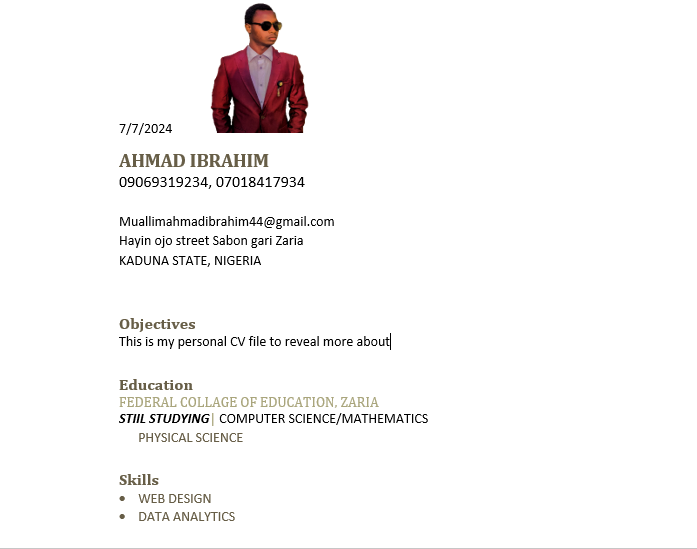 7/7/2024
AHMAD IBRAHIM
09069319234, 07018417934
Muallimahmadibrahim44@gmail.com
Hayin ojo street Sabon gari Zaria
KADUNA STATE, NIGERIA
Objectives
This is my personal CV file to reveal more about
Education
FEDERAL COLLAGE OF EDUCATION, ZARIA
STIIL STUDYING| COMPUTER SCIENCE/MATHEMATICS
PHYSICAL SCIENCE
Skills
• WEB DESIGN
• DATA ANALYTICS